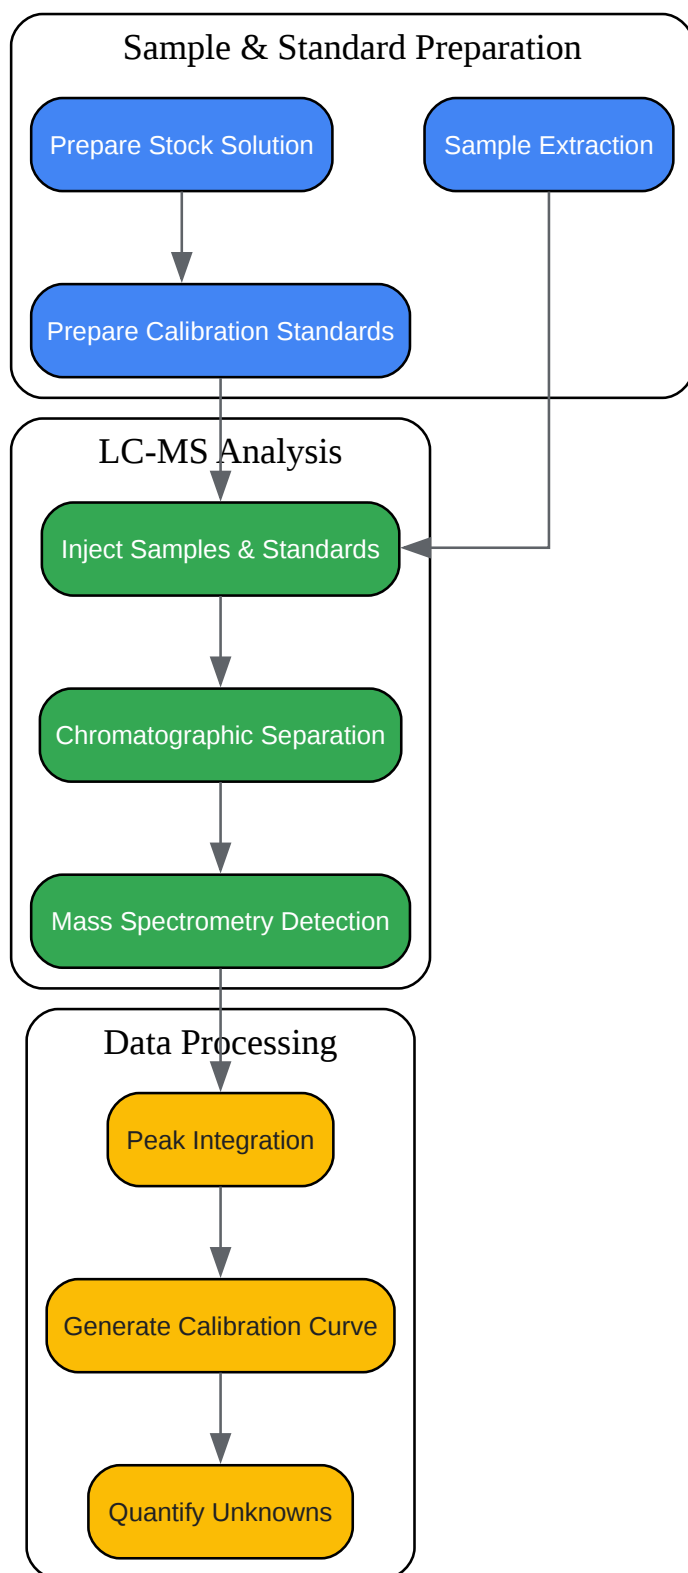 Sample & Standard Preparation
Prepare Stock Solution
Sample Extraction
Prepare Calibration Standards
LC-MS Analysis
Inject Samples & Standards
Chromatographic Separation
Mass Spectrometry Detection
Data Processing
Peak Integration
Generate Calibration Curve
Quantify Unknowns